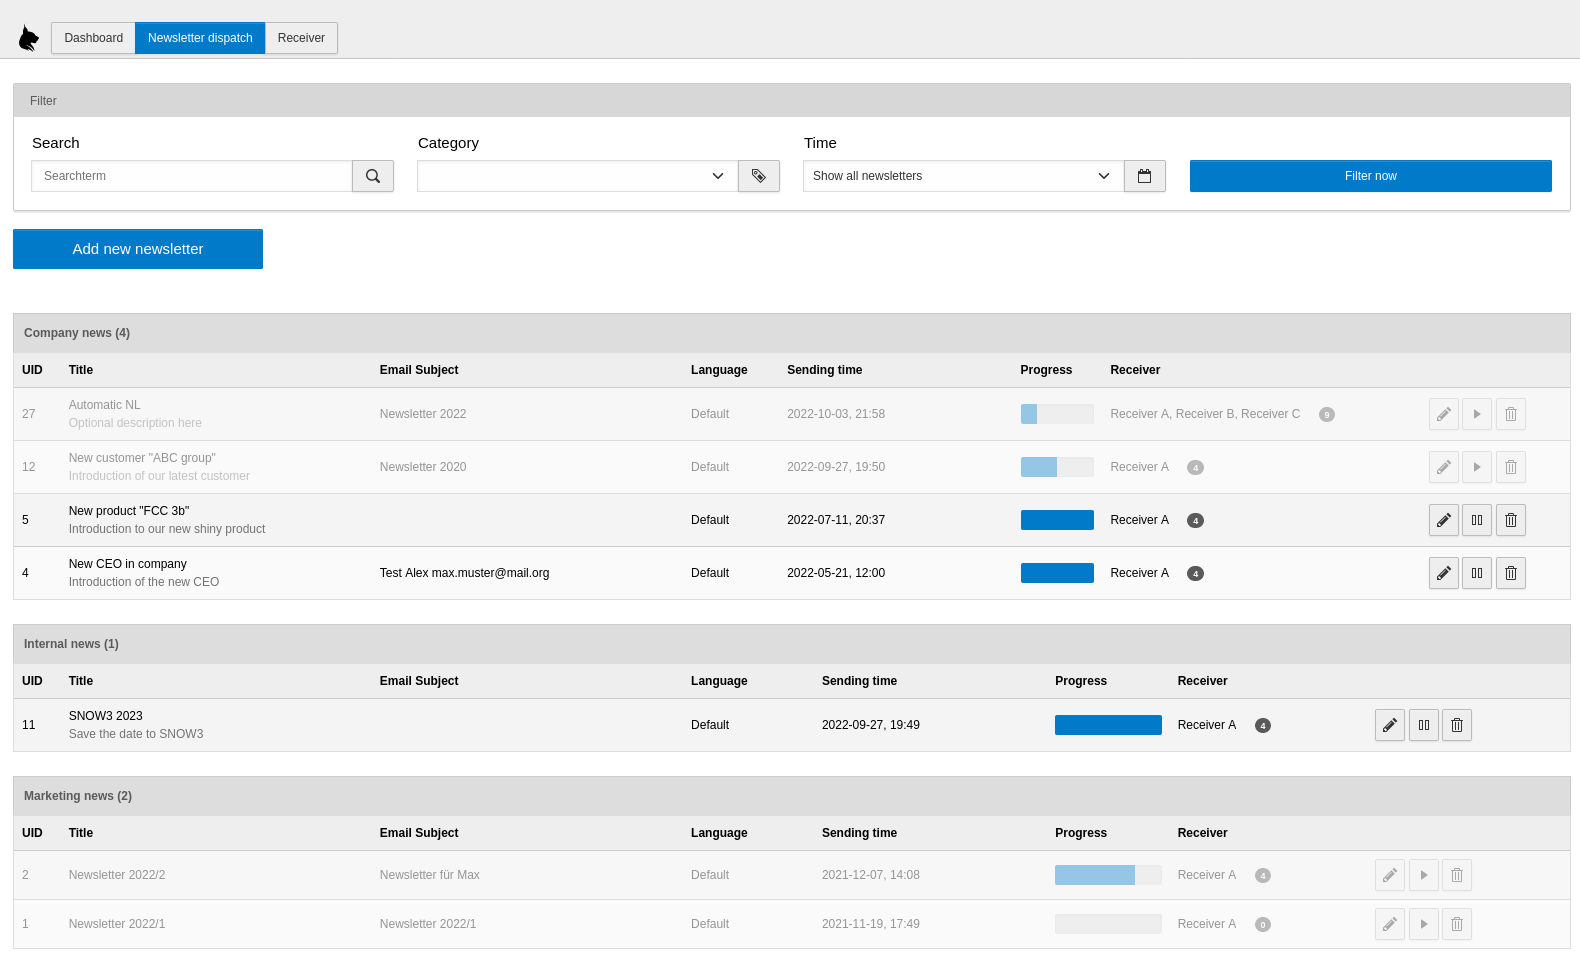 Dashboard Newsletter dispatch Receiver
Filter
Search Category Time
Searchterm Show all newsletters Filter now
Add new newsletter
Company news (4)
UID Title Email Subject Language Sending time Progress Receiver
27 Automatic NL Newsletter 2022 Default 2022-10-03, 21:58 Receiver A, Receiver B, Receiver C 9
Optional description here
12 New customer "ABC group" Newsletter 2020 Default 2022-09-27, 19:50 Receiver A 4
Introduction of our latest customer
5 New product "FCC 3b" Default 2022-07-11, 20:37 Receiver A 4
Introduction to our new shiny product
4 New CEO in company Test Alex max.muster@mail.org Default 2022-05-21, 12:00 Receiver A 4
Introduction of the new CEO
Internal news (1)
UID Title Email Subject Language Sending time Progress Receiver
11 SNOW3 2023 Default 2022-09-27, 19:49 Receiver A 4
Save the date to SNOW3
Marketing news (2)
UID Title Email Subject Language Sending time Progress Receiver
2 Newsletter 2022/2 Newsletter für Max Default 2021-12-07, 14:08 Receiver A 4
1 Newsletter 2022/1 Newsletter 2022/1 Default 2021-11-19, 17:49 Receiver A 0